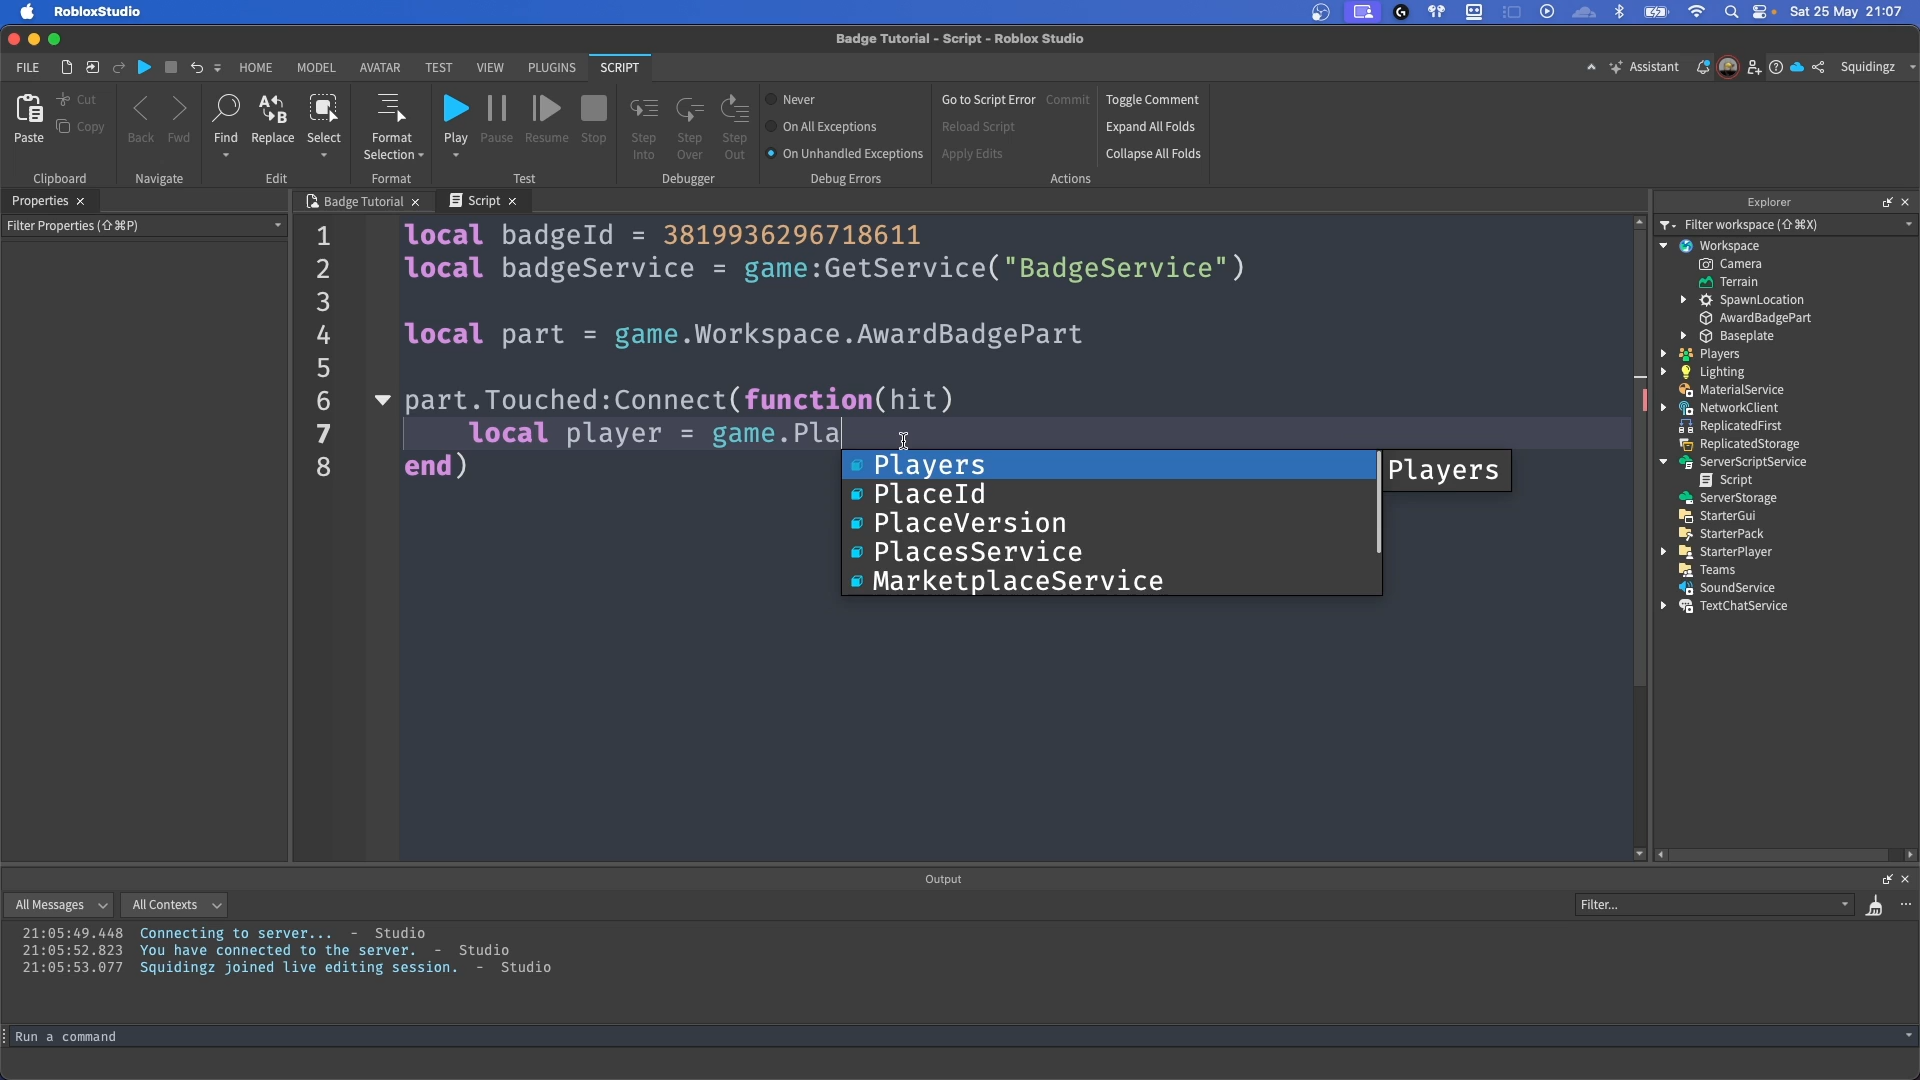 RobloxStudio
Sat 25 May 21:07
Badge Tutorial - Script - Roblox Studio
FILE HOME MODEL AVATAR TEST VIEW PLUGINS SCRIPT Assistant Squidingz
Paste Cut Copy Clipboard
Back Fwd Navigate
Find Replace Select Edit
Format Selection Format
Play Pause Resume Stop Test
Step Into Step Over Step Out Debugger
Never
On All Exceptions
On Unhandled Exceptions
Debug Errors
Go to Script Error Commit Toggle Comment
Reload Script Expand All Folds
Apply Edits Collapse All Folds
Actions
Properties
Filter Properties (⇧⌘P)
Badge Tutorial Script
1 local badgeId = 3819936296718611
2 local badgeService = game:GetService("BadgeService")
3
4 local part = game.Workspace.AwardBadgePart
5
6 part.Touched:Connect(function(hit)
7 local player = game.Pla
8 end)
Players Players
PlaceId
PlaceVersion
PlacesService
MarketplaceService
Explorer
Filter workspace (⇧⌘X)
Workspace
Camera
Terrain
SpawnLocation
AwardBadgePart
Baseplate
Players
Lighting
MaterialService
NetworkClient
ReplicatedFirst
ReplicatedStorage
ServerScriptService
Script
ServerStorage
StarterGui
StarterPack
StarterPlayer
Teams
SoundService
TextChatService
Output
All Messages All Contexts Filter...
21:05:49.448 Connecting to server... - Studio
21:05:52.823 You have connected to the server. - Studio
21:05:53.077 Squidingz joined live editing session. - Studio
Run a command